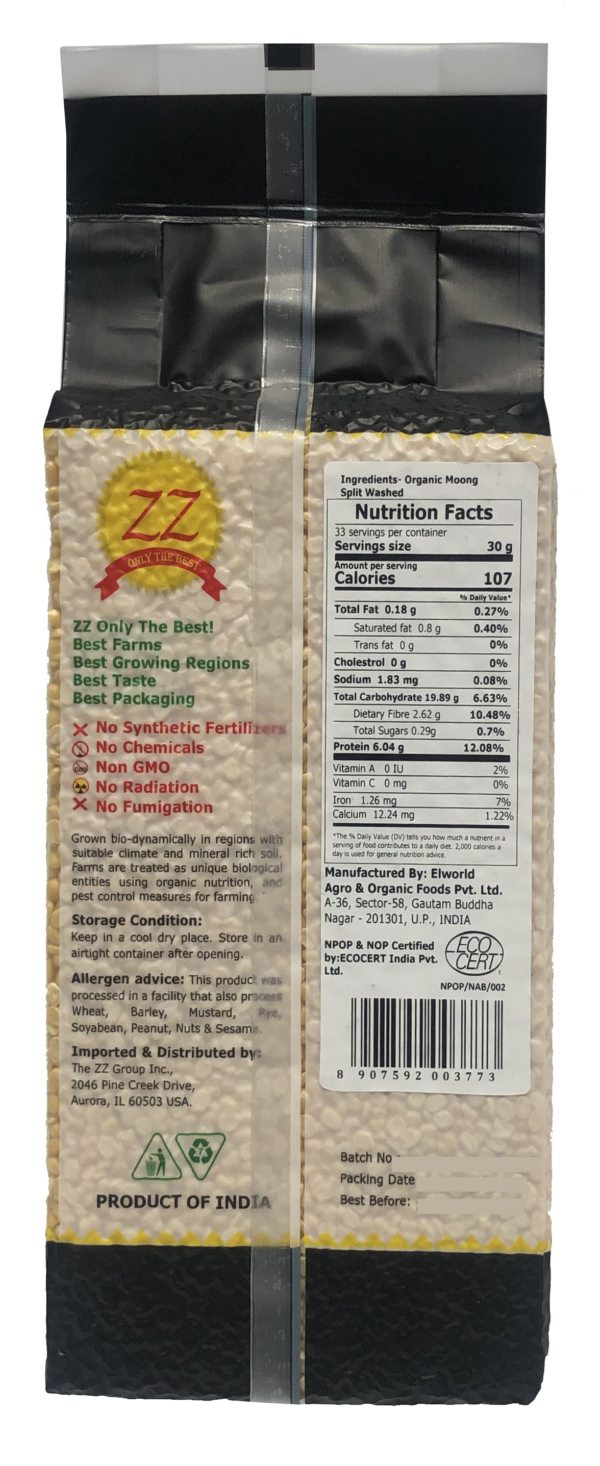 ZZ
ONLY THE BEST
ZZ Only The Best!
Best Farms
Best Growing Regions
Best Taste
Best Packaging
No Synthetic Fertilizers
No Chemicals
Non GMO
No Radiation
No Fumigation
Grown bio-dynamically in regions with
suitable climate and mineral rich soil.
Farms are treated as unique biological
entities using organic nutrition, and
pest control measures for farming
Storage Condition:
Keep in a cool dry place. Store in an
airtight container after opening.
Allergen advice: This product was
processed in a facility that also process
Wheat, Barley, Mustard, Rye,
Soyabean, Peanut, Nuts & Sesame.
Imported & Distributed by:
The ZZ Group Inc.,
2046 Pine Creek Drive,
Aurora, IL 60503 USA.
PRODUCT OF INDIA
Ingredients- Organic Moong
Split Washed
Nutrition Facts
33 servings per container
Servings size 30 g
Amount per serving
Calories 107
% Daily Value*
Total Fat 0.18 g 0.27%
Saturated fat 0.8 g 0.40%
Trans fat 0 g 0%
Cholestrol 0 g 0%
Sodium 1.83 mg 0.08%
Total Carbohydrate 19.89 g 6.63%
Dietary Fibre 2.62 g 10.48%
Total Sugars 0.29g 0.7%
Protein 6.04 g 12.08%
Vitamin A 0 IU 2%
Vitamin C 0 mg 0%
Iron 1.26 mg 7%
Calcium 12.24 mg 1.22%
*The % Daily Value (DV) tells you how much a nutrient in a
serving of food contributes to a daily diet. 2,000 calories a
day is used for general nutrition advice.
Manufactured By: Elworld
Agro & Organic Foods Pvt. Ltd.
A-36, Sector-58, Gautam Buddha
Nagar - 201301, U.P., INDIA
NPOP & NOP Certified
by:ECOCERT India Pvt.
Ltd.
ECO
CERT
NPOP/NAB/002
8 907592 003773
Batch No -
Packing Date
Best Before: